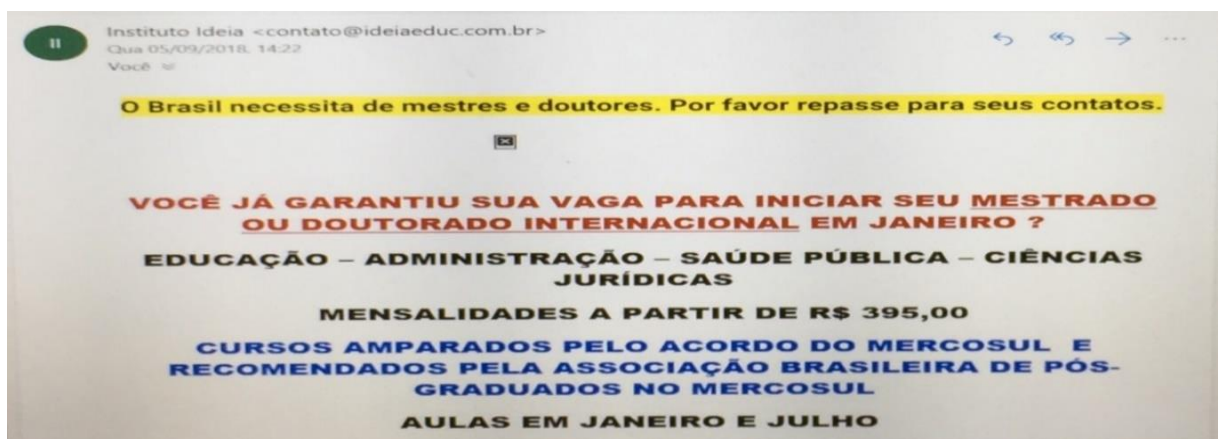 II
Instituto Ideia <contato@ideiaeduc.com.br>
Qua 05/09/2018, 14:22
Você
O Brasil necessita de mestres e doutores. Por favor repasse para seus contatos.
VOCÊ JÁ GARANTIU SUA VAGA PARA INICIAR SEU MESTRADO
OU DOUTORADO INTERNACIONAL EM JANEIRO ?
EDUCAÇÃO – ADMINISTRAÇÃO – SAÚDE PÚBLICA – CIÊNCIAS
JURÍDICAS
MENSALIDADES A PARTIR DE R$ 395,00
CURSOS AMPARADOS PELO ACORDO DO MERCOSUL E
RECOMENDADOS PELA ASSOCIAÇÃO BRASILEIRA DE PÓS-
GRADUADOS NO MERCOSUL
AULAS EM JANEIRO E JULHO